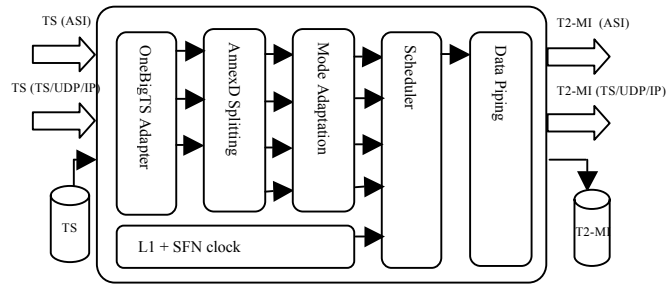 TS (ASI)
TS (TS/UDP/IP)
TS
OneBigTS Adapter
AnnexD Splitting
Mode Adaptation
Scheduler
Data Piping
L1 + SFN clock
T2-MI (ASI)
T2-MI (TS/UDP/IP)
T2-MI